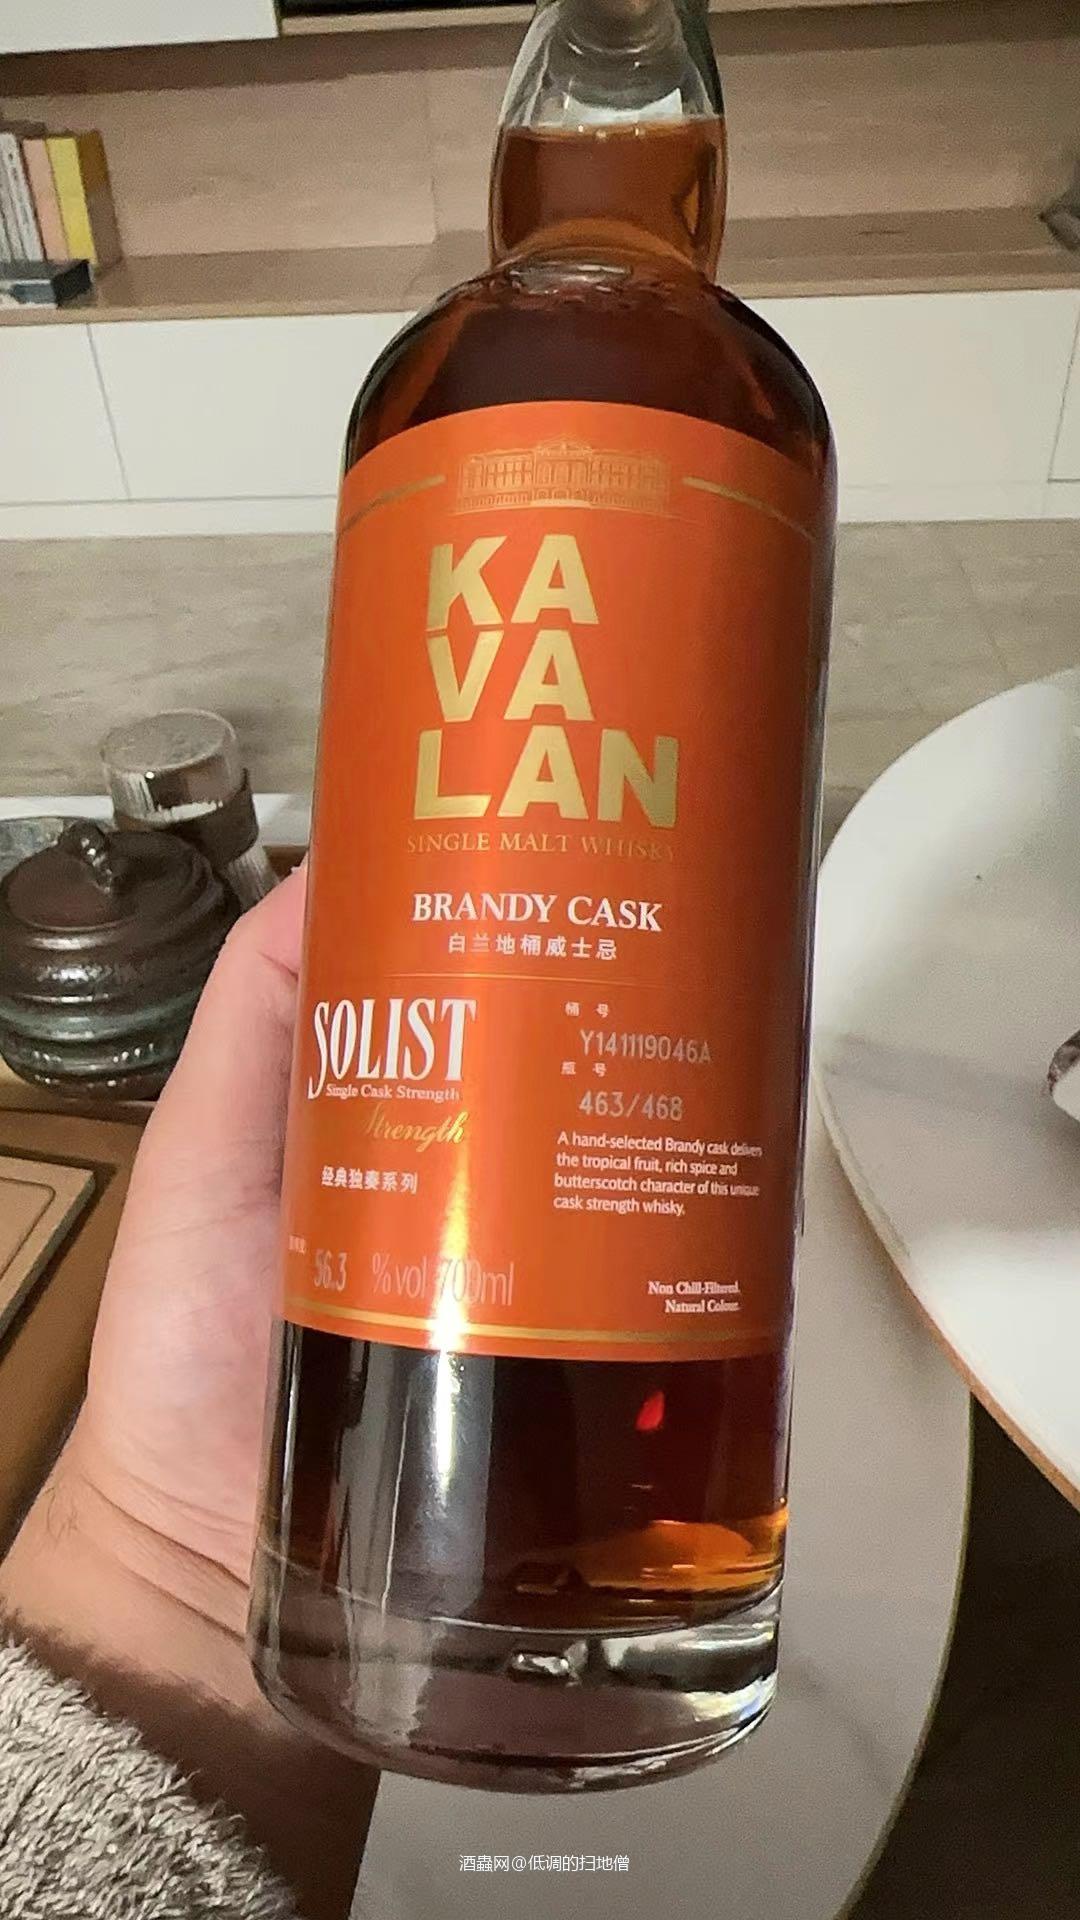 KA
VA
LAN
SINGLE MALT WHISKY
BRANDY CASK
白兰地桶威士忌
SOLIST
Single Cask Strength
Strength
经典独奏系列
桶号
Y141119046A
瓶号
463/468
A hand-selected Brandy cask delivers
the tropical fruit, rich spice and
butterscotch character of this unique
cask strength whisky.
56.3 %vol 700ml
Non Chill-Filtered.
Natural Colour.
酒蟲网@低调的扫地僧